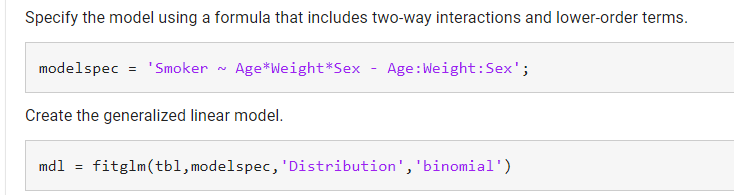 Specify the model using a formula that includes two-way interactions and lower-order terms.
modelspec = 'Smoker ~ Age*Weight*Sex - Age:Weight:Sex';
Create the generalized linear model.
mdl = fitglm(tbl,modelspec,'Distribution','binomial')